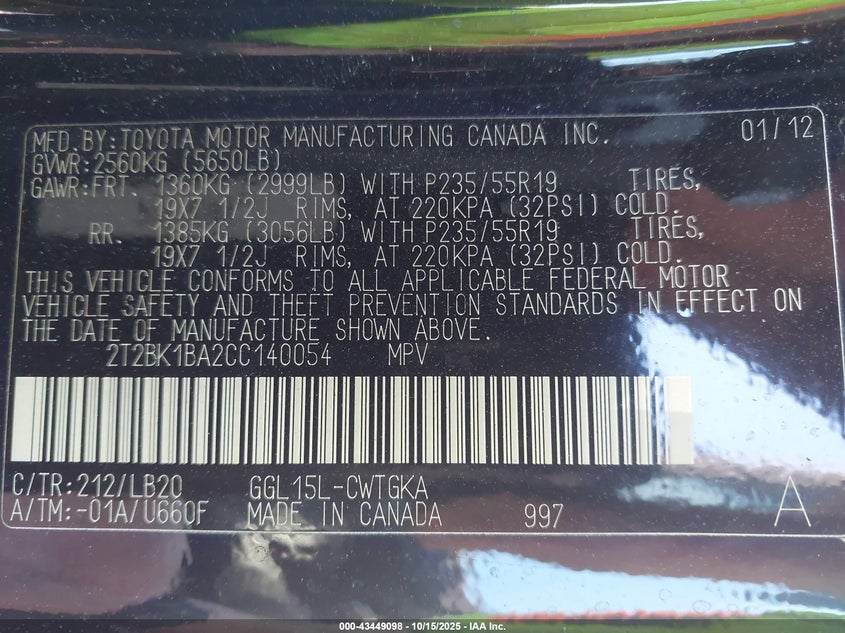 MFD.BY:TOYOTA MOTOR MANUFACTURING CANADA INC. 01/12
GVWR:2560KG (5650LB)
GAWR:FRT. 1360KG (2999LB) WITH P235/55R19 TIRES,
19X7 1/2J RIMS, AT 220KPA (32PSI) COLD.
RR. 1385KG (3056LB) WITH P235/55R19 TIRES,
19X7 1/2J RIMS, AT 220KPA (32PSI) COLD.
THIS VEHICLE CONFORMS TO ALL APPLICABLE FEDERAL MOTOR
VEHICLE SAFETY AND THEFT PREVENTION STANDARDS IN EFFECT ON
THE DATE OF MANUFACTURE SHOWN ABOVE.
2T2BK1BA2CC140054 MPV
C/TR:212/LB20 GGL15L-CWTGKA
A/TM:-01A/U660F MADE IN CANADA 997 A
000-43449098 - 10/15/2025 - IAA Inc.